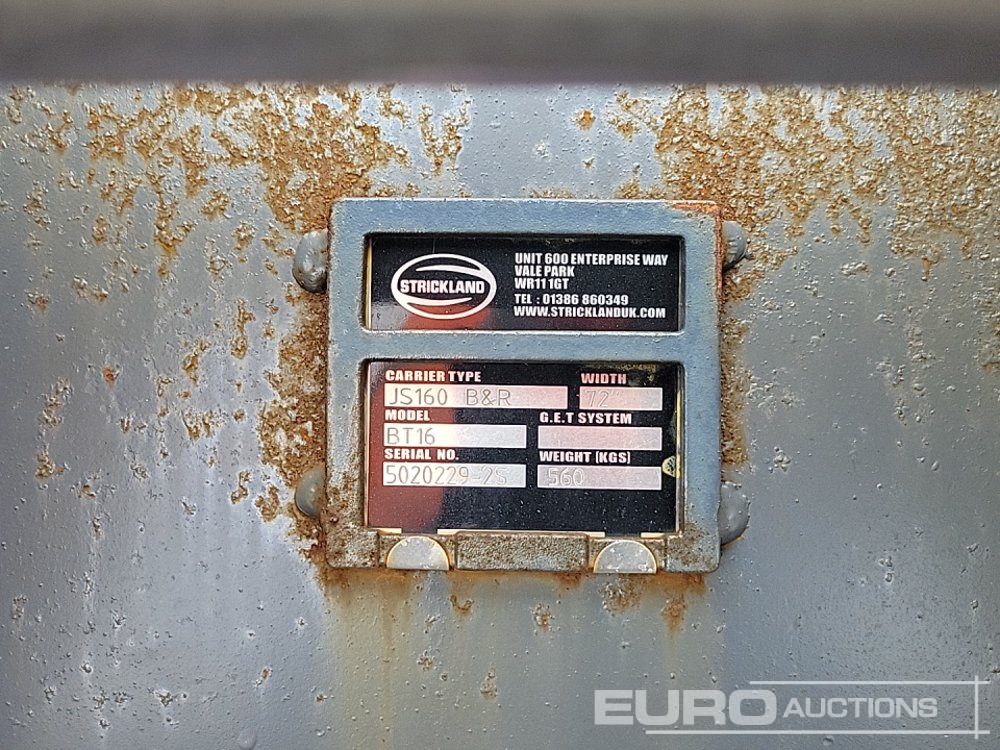 STRICKLAND
UNIT 600 ENTERPRISE WAY
VALE PARK
WR11 1GT
TEL : 01386 860349
WWW.STRICKLANDUK.COM
CARRIER TYPE
JS160 B&R
WIDTH
72"
MODEL
BT16
G.E.T SYSTEM
SERIAL NO.
5020229-2S
WEIGHT (KGS)
560
EURO AUCTIONS